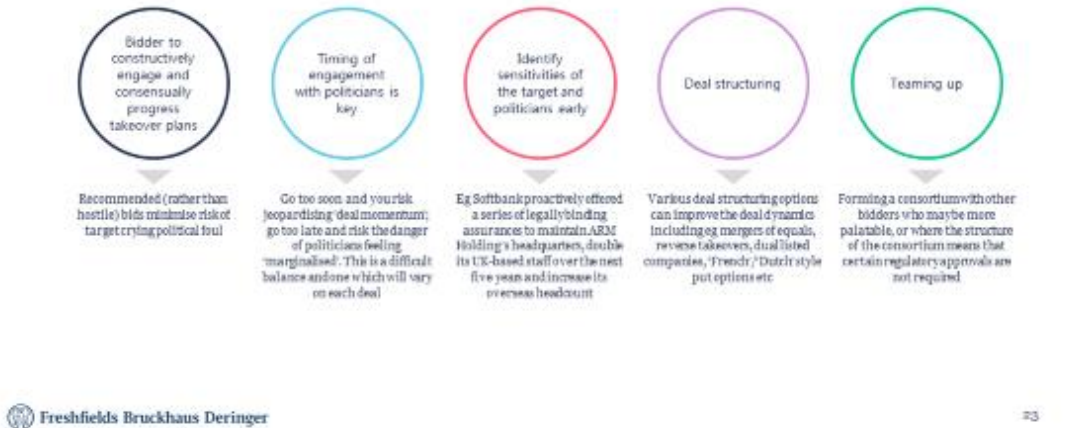 Bidder to
constructively
engage and
consensually
progress
takeover plans
Timing of
engagement
with politicians is
key
Identify
sensitivities of
the target and
politicians early
Deal structuring
Teaming up
Recommended (rather than
hostile) bids minimise risk of
target crying political foul
Go too soon and you risk
jeopardising 'deal momentum';
go too late and risk the danger
of politicians feeling
'marginalised'. This is a difficult
balance and one which will vary
on each deal
Eg Softbank proactively offered
a series of legally binding
assurances to maintain ARM
Holding's headquarters, double
its UK-based staff over the next
five years and increase its
overseas headcount
Various deal structuring options
can improve the deal dynamics
including eg mergers of equals,
reverse takeovers, dual listed
companies, 'French'/'Dutch' style
put options etc
Forming a consortium with other
bidders who may be more
palatable, or where the structure
of the consortium means that
certain regulatory approvals are
not required
Freshfields Bruckhaus Deringer
23